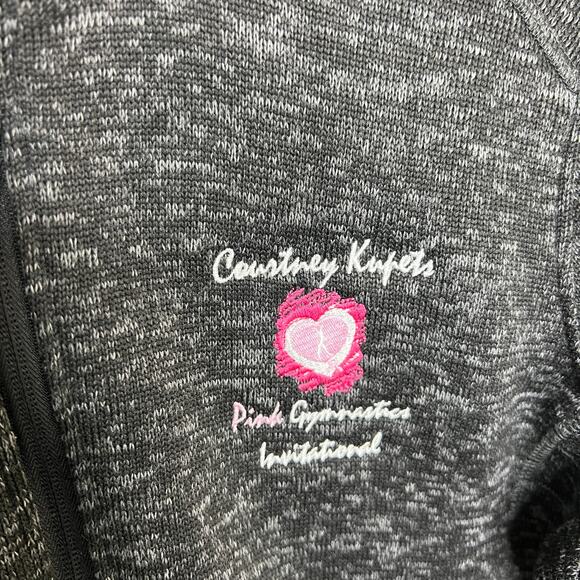 Courtney Kupets
Pink Gymnastics
Invitational